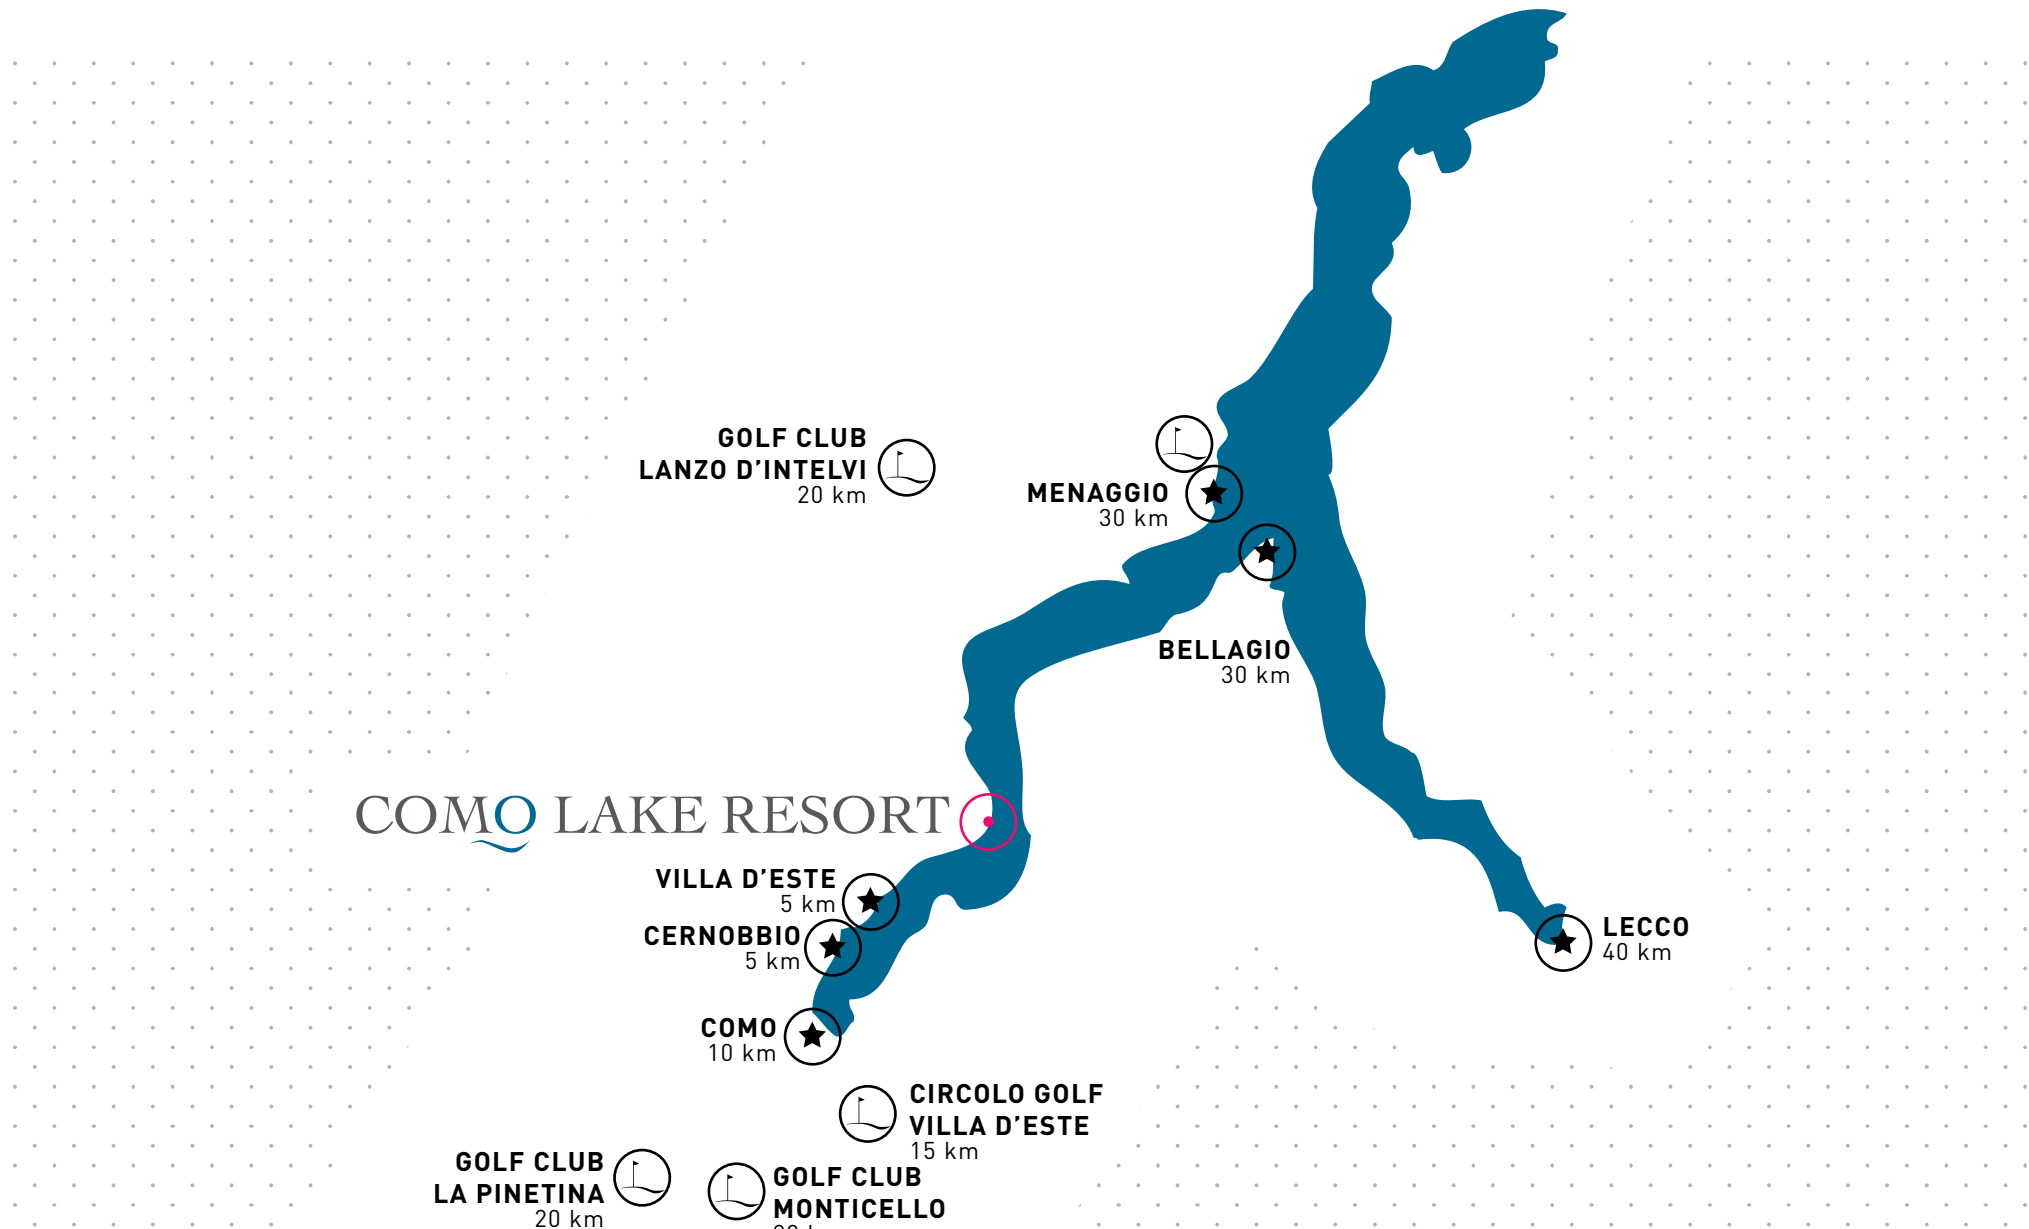 GOLF CLUB
LANZO D'INTELVI
20 km
MENAGGIO
30 km
BELLAGIO
30 km
COMO LAKE RESORT
VILLA D'ESTE
5 km
CERNOBBIO
5 km
LECCO
40 km
COMO
10 km
CIRCOLO GOLF
VILLA D'ESTE
15 km
GOLF CLUB
LA PINETINA
20 km
GOLF CLUB
MONTICELLO